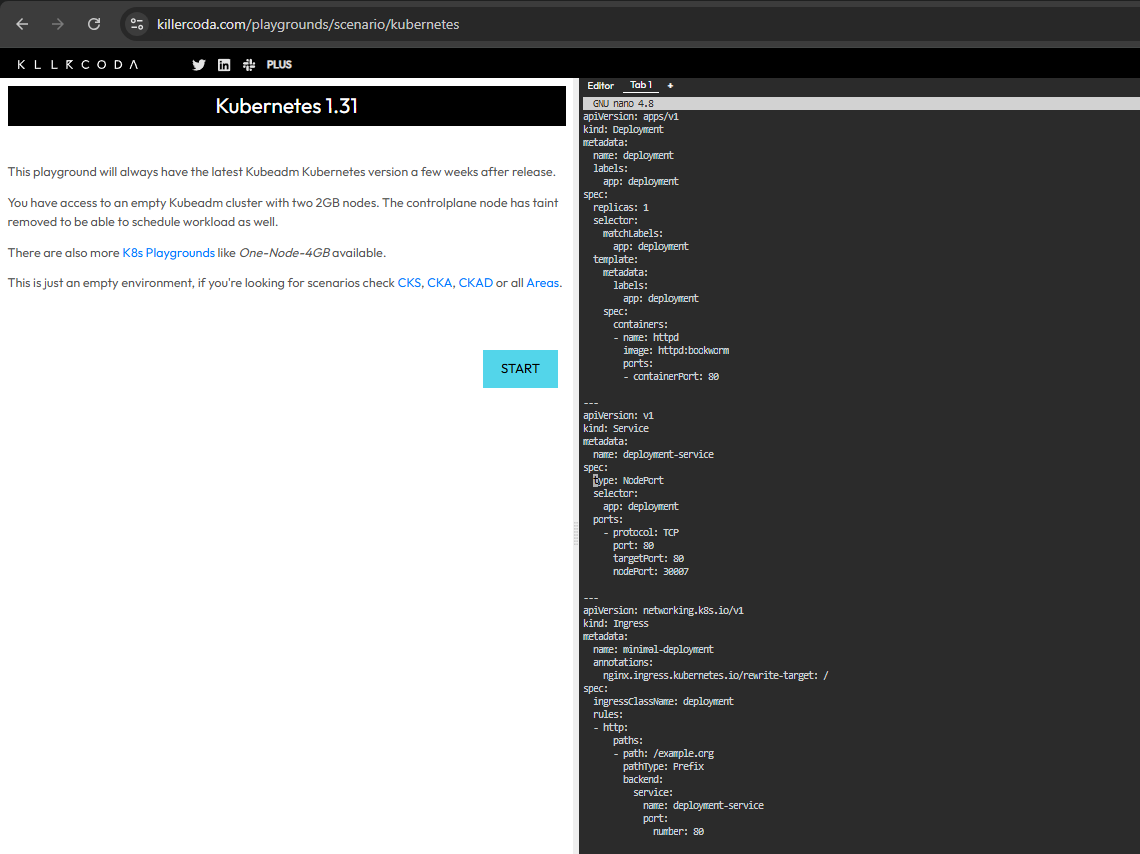 killercoda.com/playgrounds/scenario/kubernetes
KLLRCODA
PLUS
Kubernetes 1.31
This playground will always have the latest Kubeadm Kubernetes version a few weeks after release.
You have access to an empty Kubeadm cluster with two 2GB nodes. The controlplane node has taint
removed to be able to schedule workload as well.
There are also more K8s Playgrounds like One-Node-4GB available.
This is just an empty environment, if you're looking for scenarios check CKS, CKA, CKAD or all Areas.
START
Editor Tab 1 +
GNU nano 4.8
apiVersion: apps/v1
kind: Deployment
metadata:
  name: deployment
  labels:
    app: deployment
spec:
  replicas: 1
  selector:
    matchLabels:
      app: deployment
  template:
    metadata:
      labels:
        app: deployment
    spec:
      containers:
      - name: httpd
        image: httpd:bookworm
        ports:
        - containerPort: 80
---
apiVersion: v1
kind: Service
metadata:
  name: deployment-service
spec:
  type: NodePort
  selector:
    app: deployment
  ports:
    - protocol: TCP
      port: 80
      targetPort: 80
      nodePort: 30007
---
apiVersion: networking.k8s.io/v1
kind: Ingress
metadata:
  name: minimal-deployment
  annotations:
    nginx.ingress.kubernetes.io/rewrite-target: /
spec:
  ingressClassName: deployment
  rules:
  - http:
      paths:
      - path: /example.org
        pathType: Prefix
        backend:
          service:
            name: deployment-service
            port:
              number: 80